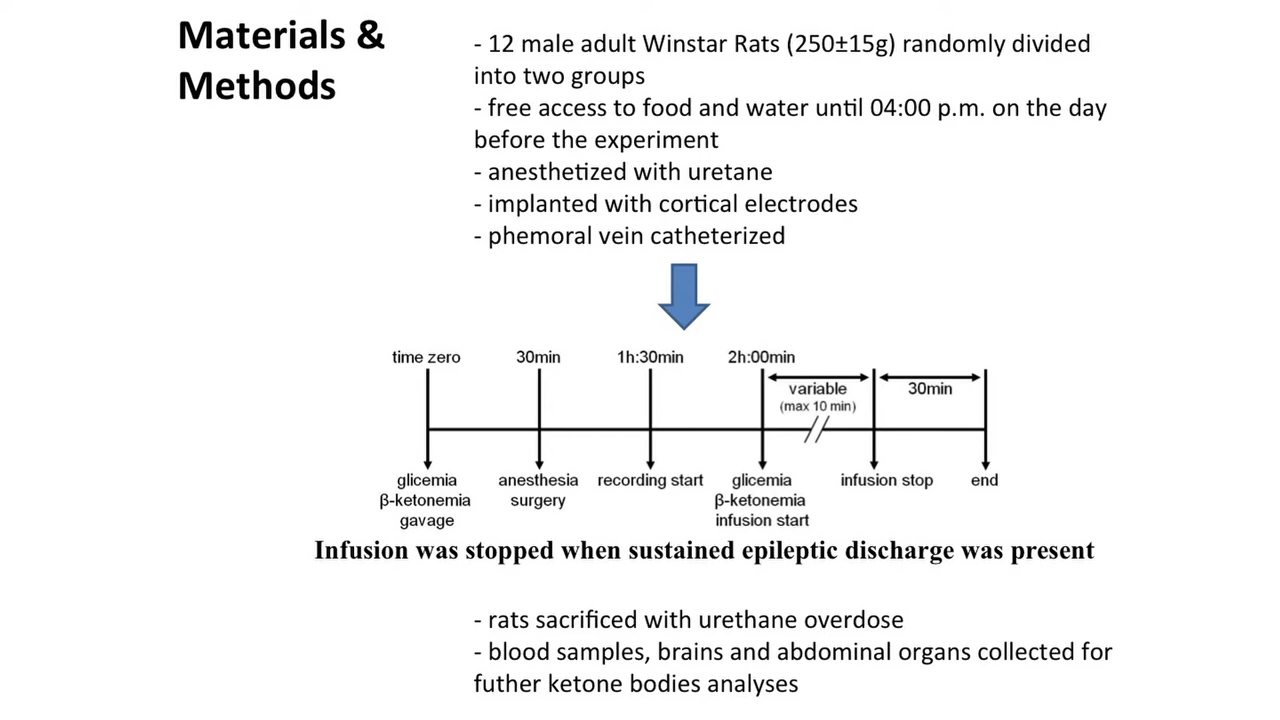 Materials &
Methods
- 12 male adult Winstar Rats (250±15g) randomly divided
into two groups
- free access to food and water until 04:00 p.m. on the day
before the experiment
- anesthetized with uretane
- implanted with cortical electrodes
- phemoral vein catheterized
time zero 30min 1h:30min 2h:00min
variable 30min
(max 10 min)
glicemia anesthesia recording start glicemia infusion stop end
β-ketonemia surgery β-ketonemia
gavage infusion start
Infusion was stopped when sustained epileptic discharge was present
- rats sacrificed with urethane overdose
- blood samples, brains and abdominal organs collected for
futher ketone bodies analyses